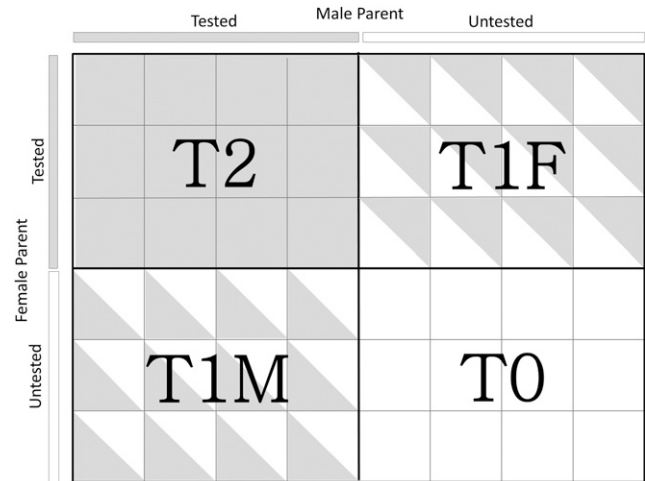 Male Parent
Tested
Untested
Female Parent
Tested
Untested
T2
T1F
T1M
T0